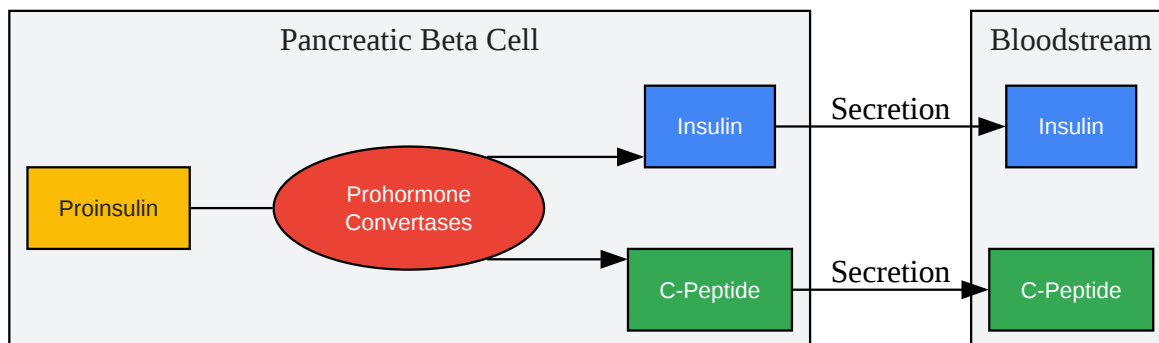 Pancreatic Beta Cell
Bloodstream
Insulin
Secretion
Insulin
Proinsulin
Prohormone
Convertases
C-Peptide
Secretion
C-Peptide